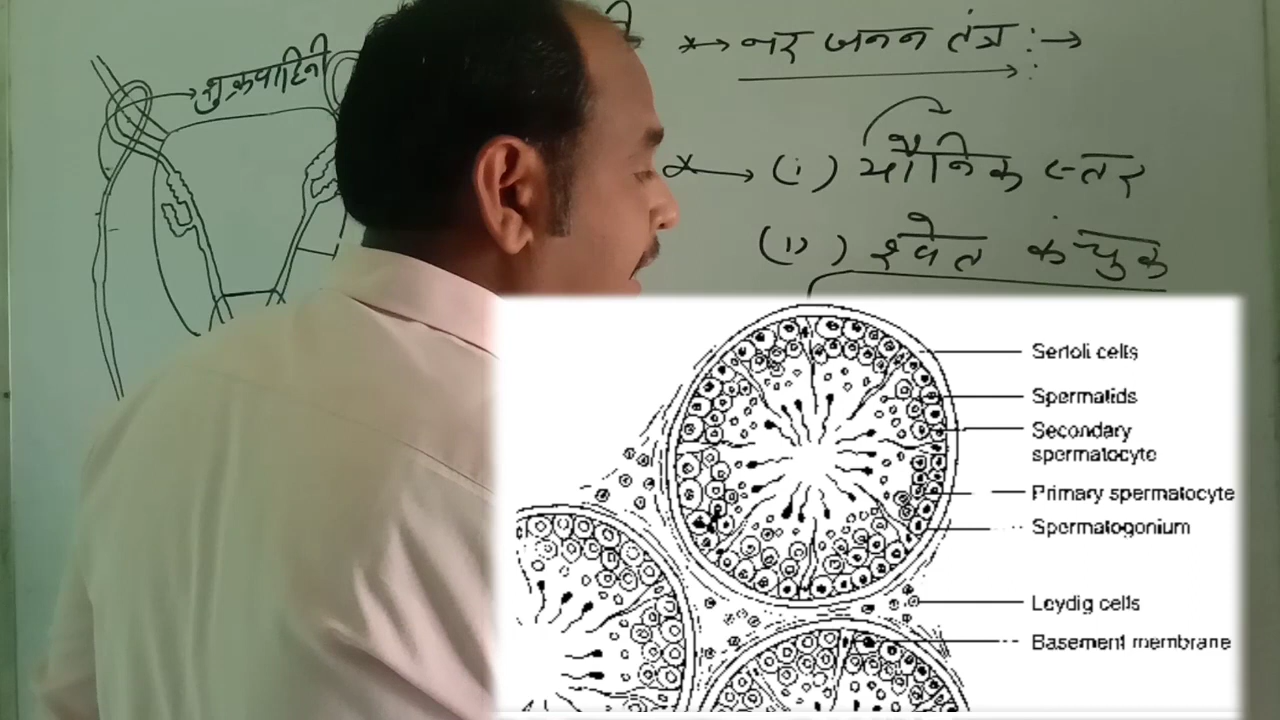 शुक्रवाहिनी
*→ नर जनन तंत्र :→
*→ (i) योनिक स्तर
(ii) श्वेत कंचुक
Sertoli cells
Spermatids
Secondary
spermatocyte
Primary spermatocyte
Spermatogonium
Leydig cells
Basement membrane